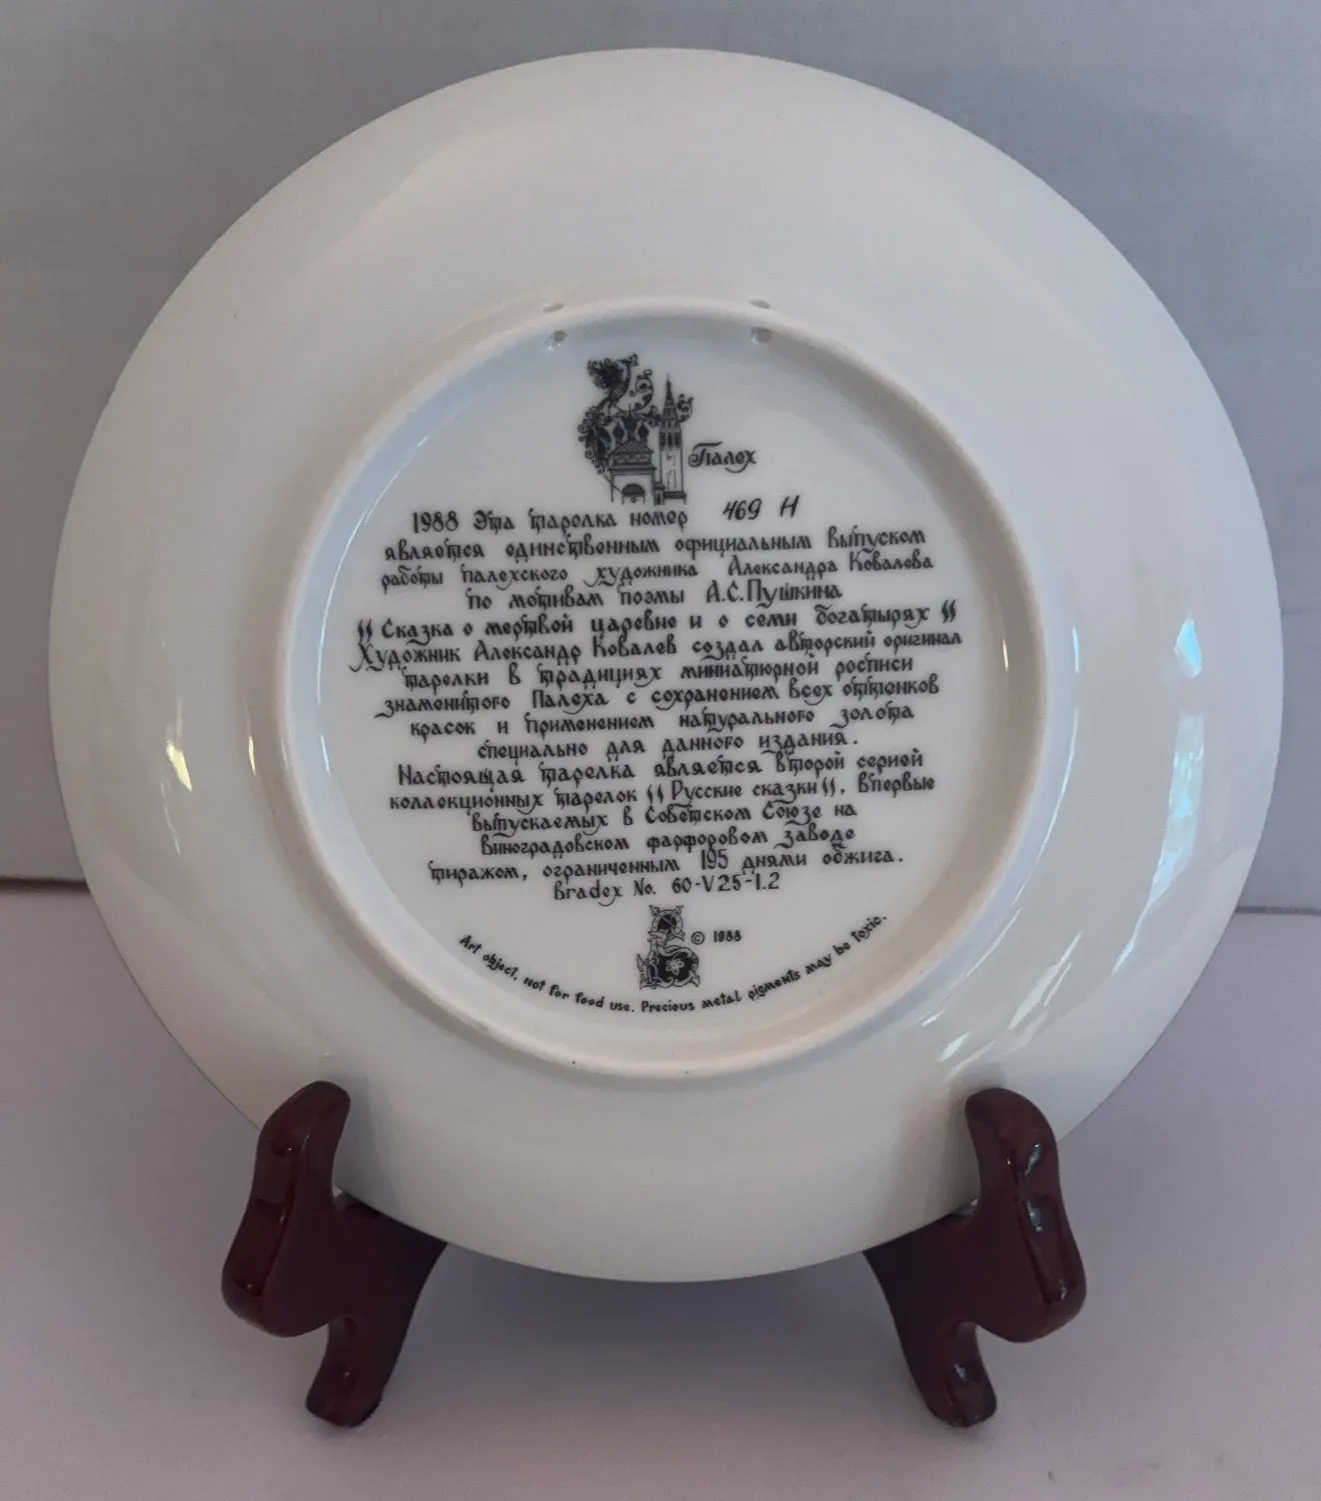 Палех
1988 Эта тарелка номер 469 H
является единственным официальным выпуском
работы палехского художника Александра Ковалева
по мотивам поэмы А.С.Пушкина
"Сказка о мертвой царевне и о семи богатырях"
Художник Александр Ковалев создал авторский оригинал
тарелки в традициях миниатюрной росписи
знаменитого Палеха с сохранением всех оттенков
красок и применением натурального золота
специально для данного издания.
Настоящая тарелка является второй серией
коллекционных тарелок "Русские сказки", впервые
выпускаемых в Советском Союзе на
Виноградовском фарфоровом заводе
тиражом, ограниченным 195 днями обжига.
Bradex No. 60-V25-1.2
© 1988
Art object, not for food use. Precious metal pigments may be toxic.